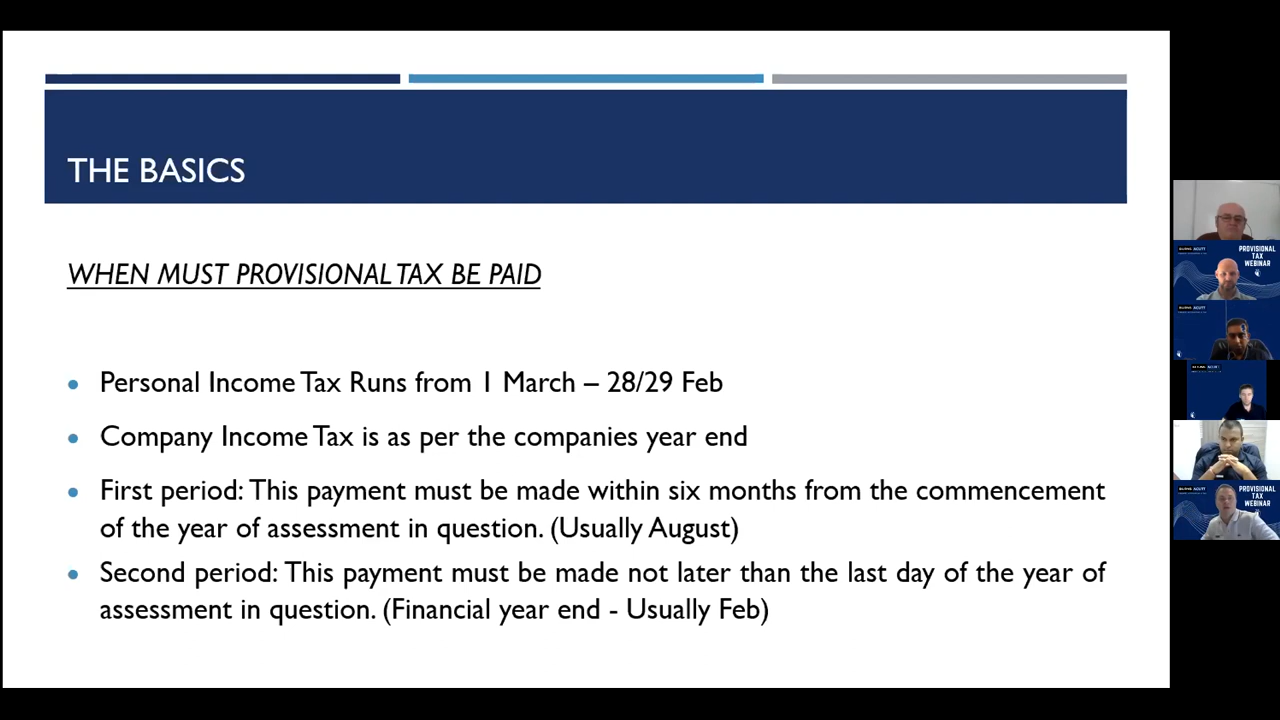 THE BASICS
WHEN MUST PROVISIONAL TAX BE PAID
• Personal Income Tax Runs from 1 March – 28/29 Feb
• Company Income Tax is as per the companies year end
• First period: This payment must be made within six months from the commencement
of the year of assessment in question. (Usually August)
• Second period: This payment must be made not later than the last day of the year of
assessment in question. (Financial year end - Usually Feb)
PROVISIONAL
TAX
WEBINAR
PROVISIONAL
TAX
WEBINAR